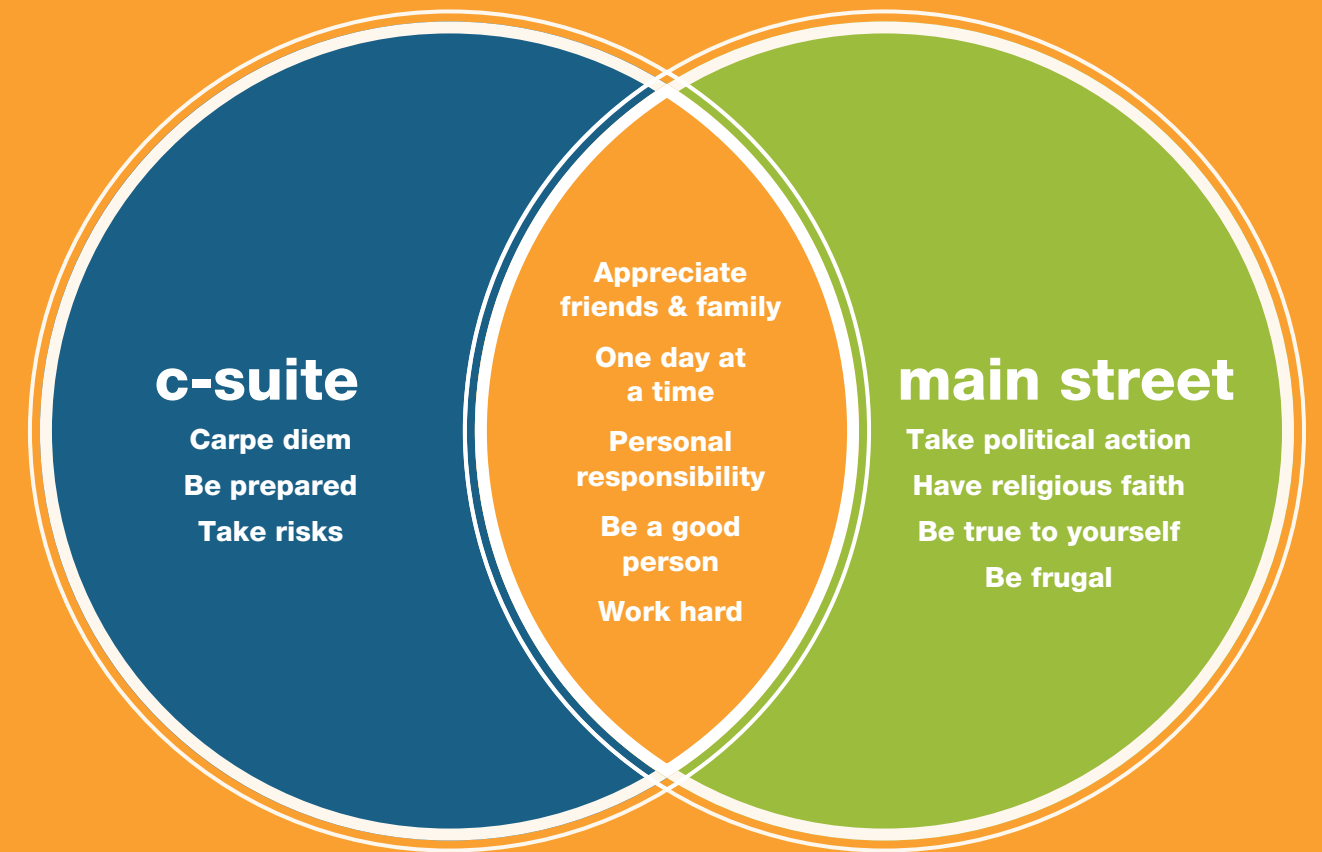 c-suite
Carpe diem
Be prepared
Take risks
Appreciate
friends & family
One day at
a time
Personal
responsibility
Be a good
person
Work hard
main street
Take political action
Have religious faith
Be true to yourself
Be frugal